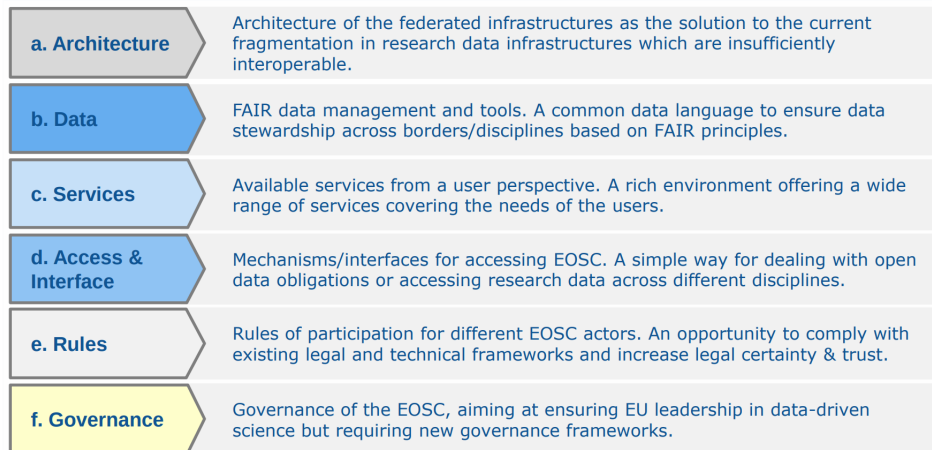 a. Architecture
Architecture of the federated infrastructures as the solution to the current
fragmentation in research data infrastructures which are insufficiently
interoperable.
b. Data
FAIR data management and tools. A common data language to ensure data
stewardship across borders/disciplines based on FAIR principles.
c. Services
Available services from a user perspective. A rich environment offering a wide
range of services covering the needs of the users.
d. Access &
Interface
Mechanisms/interfaces for accessing EOSC. A simple way for dealing with open
data obligations or accessing research data across different disciplines.
e. Rules
Rules of participation for different EOSC actors. An opportunity to comply with
existing legal and technical frameworks and increase legal certainty & trust.
f. Governance
Governance of the EOSC, aiming at ensuring EU leadership in data-driven
science but requiring new governance frameworks.